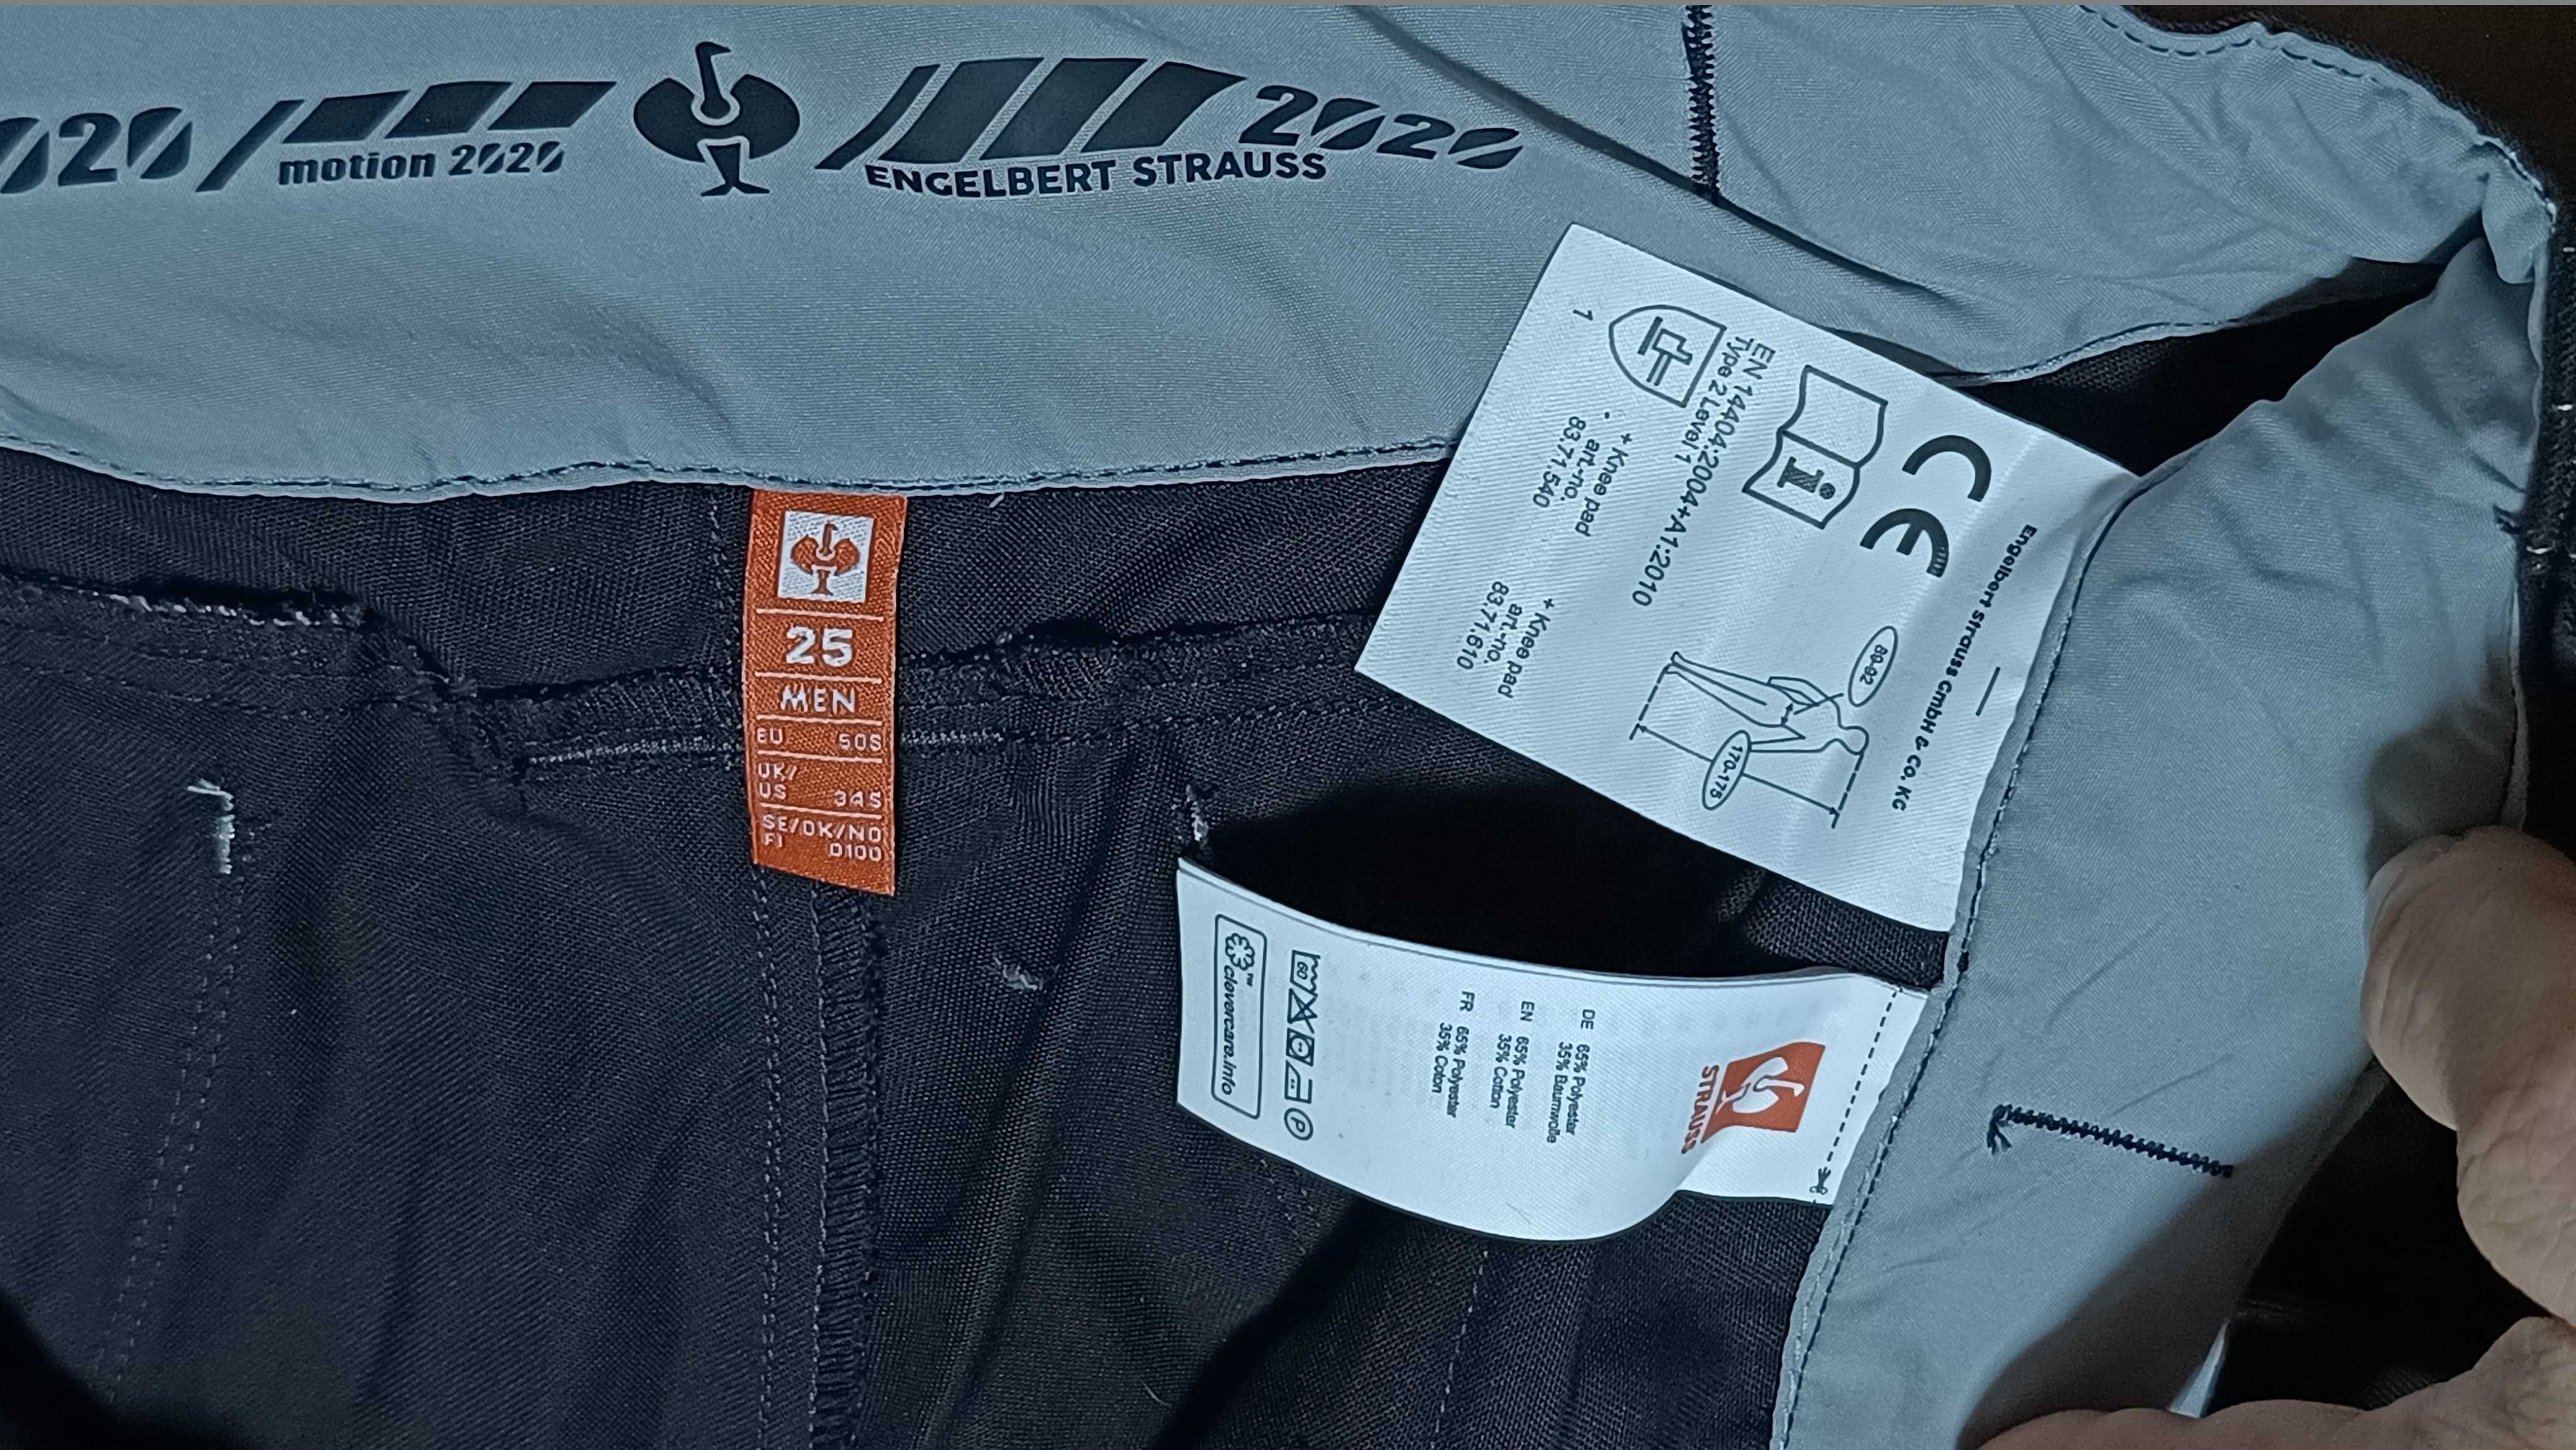 2020
motion 2020
2020
ENGELBERT STRAUSS
25
MEN
EU 50S
UK/
US 34S
SE/DK/NO
FI D100
Engelbert Strauss GmbH & Co. KG
CE
i
80-92
170-175
EN 14404:2004+A1:2010
Type 2 Level 1
+ Knee pad
art.-no.
83.71.540
+ Knee pad
art.-no.
83.71.610
1
STRAUSS
DE 65% Polyester
35% Baumwolle
EN 65% Polyester
35% Cotton
FR 65% Polyester
35% Coton
60
P
clevercare.info